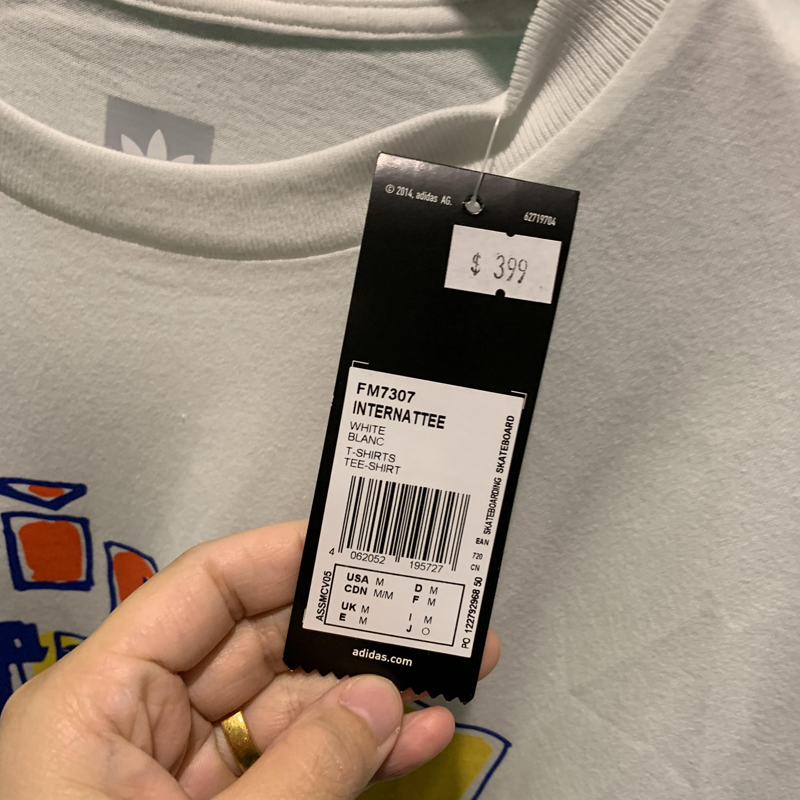 © 2014, adidas AG.
62719704
$ 399
FM7307
INTERNATTEE
WHITE
BLANC
T-SHIRTS
TEE-SHIRT
SKATEBOARDING SKATEBOARD
EAN
720
CN
4 062052 195727
ASSMCV05
USA M D M
CDN M/M F M
UK M I M
E M J O
PO 122792968 50
adidas.com